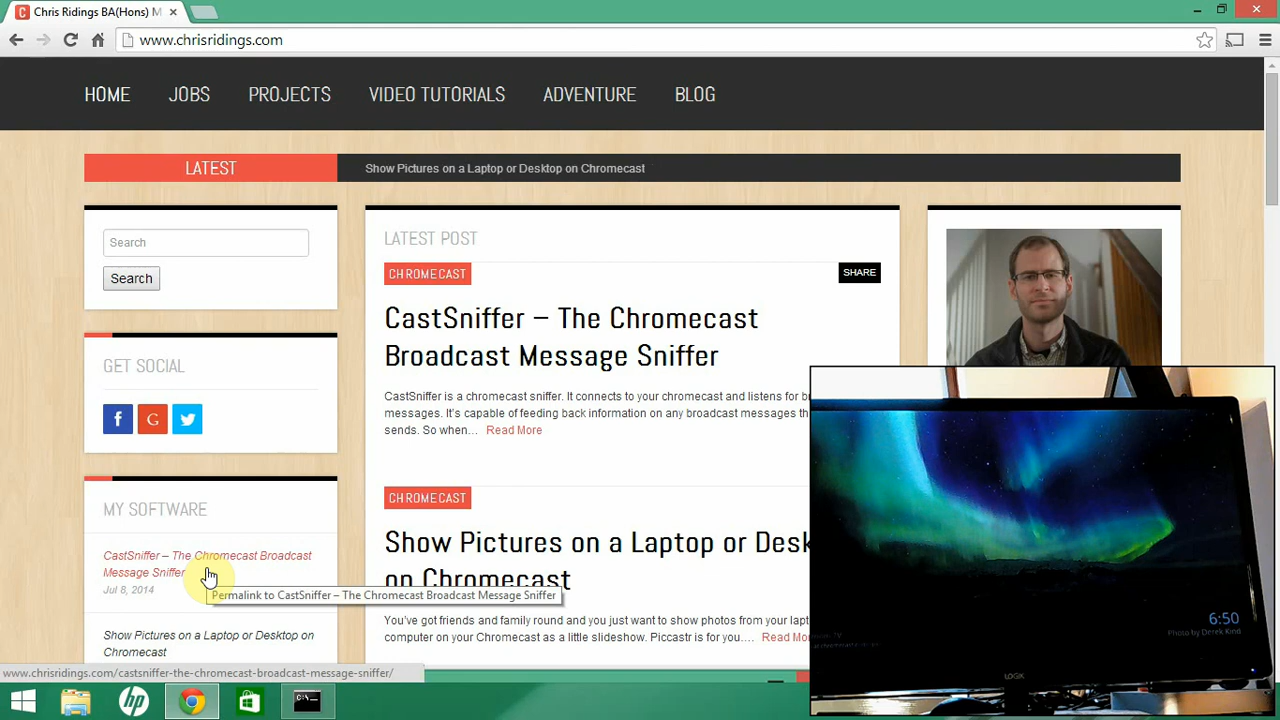 Chris Ridings BA(Hons) M
www.chrisridings.com
HOME JOBS PROJECTS VIDEO TUTORIALS ADVENTURE BLOG
LATEST
Show Pictures on a Laptop or Desktop on Chromecast
Search
Search
GET SOCIAL
f G
MY SOFTWARE
CastSniffer – The Chromecast Broadcast
Message Sniffer
Jul 8, 2014
Permalink to CastSniffer – The Chromecast Broadcast Message Sniffer
Show Pictures on a Laptop or Desktop on
Chromecast
www.chrisridings.com/castsniffer-the-chromecast-broadcast-message-sniffer/
LATEST POST
CHROMECAST
SHARE
CastSniffer – The Chromecast
Broadcast Message Sniffer
CastSniffer is a chromecast sniffer. It connects to your chromecast and listens for
messages. It's capable of feeding back information on any broadcast messages
sends. So when… Read More
CHROMECAST
Show Pictures on a Laptop or Desk
on Chromecast
You've got friends and family round and you just want to show photos from your
computer on your Chromecast as a little slideshow. Piccastr is for you.… Read
6:50
Photo by Derek Kind
LOGIK
hp
C:\